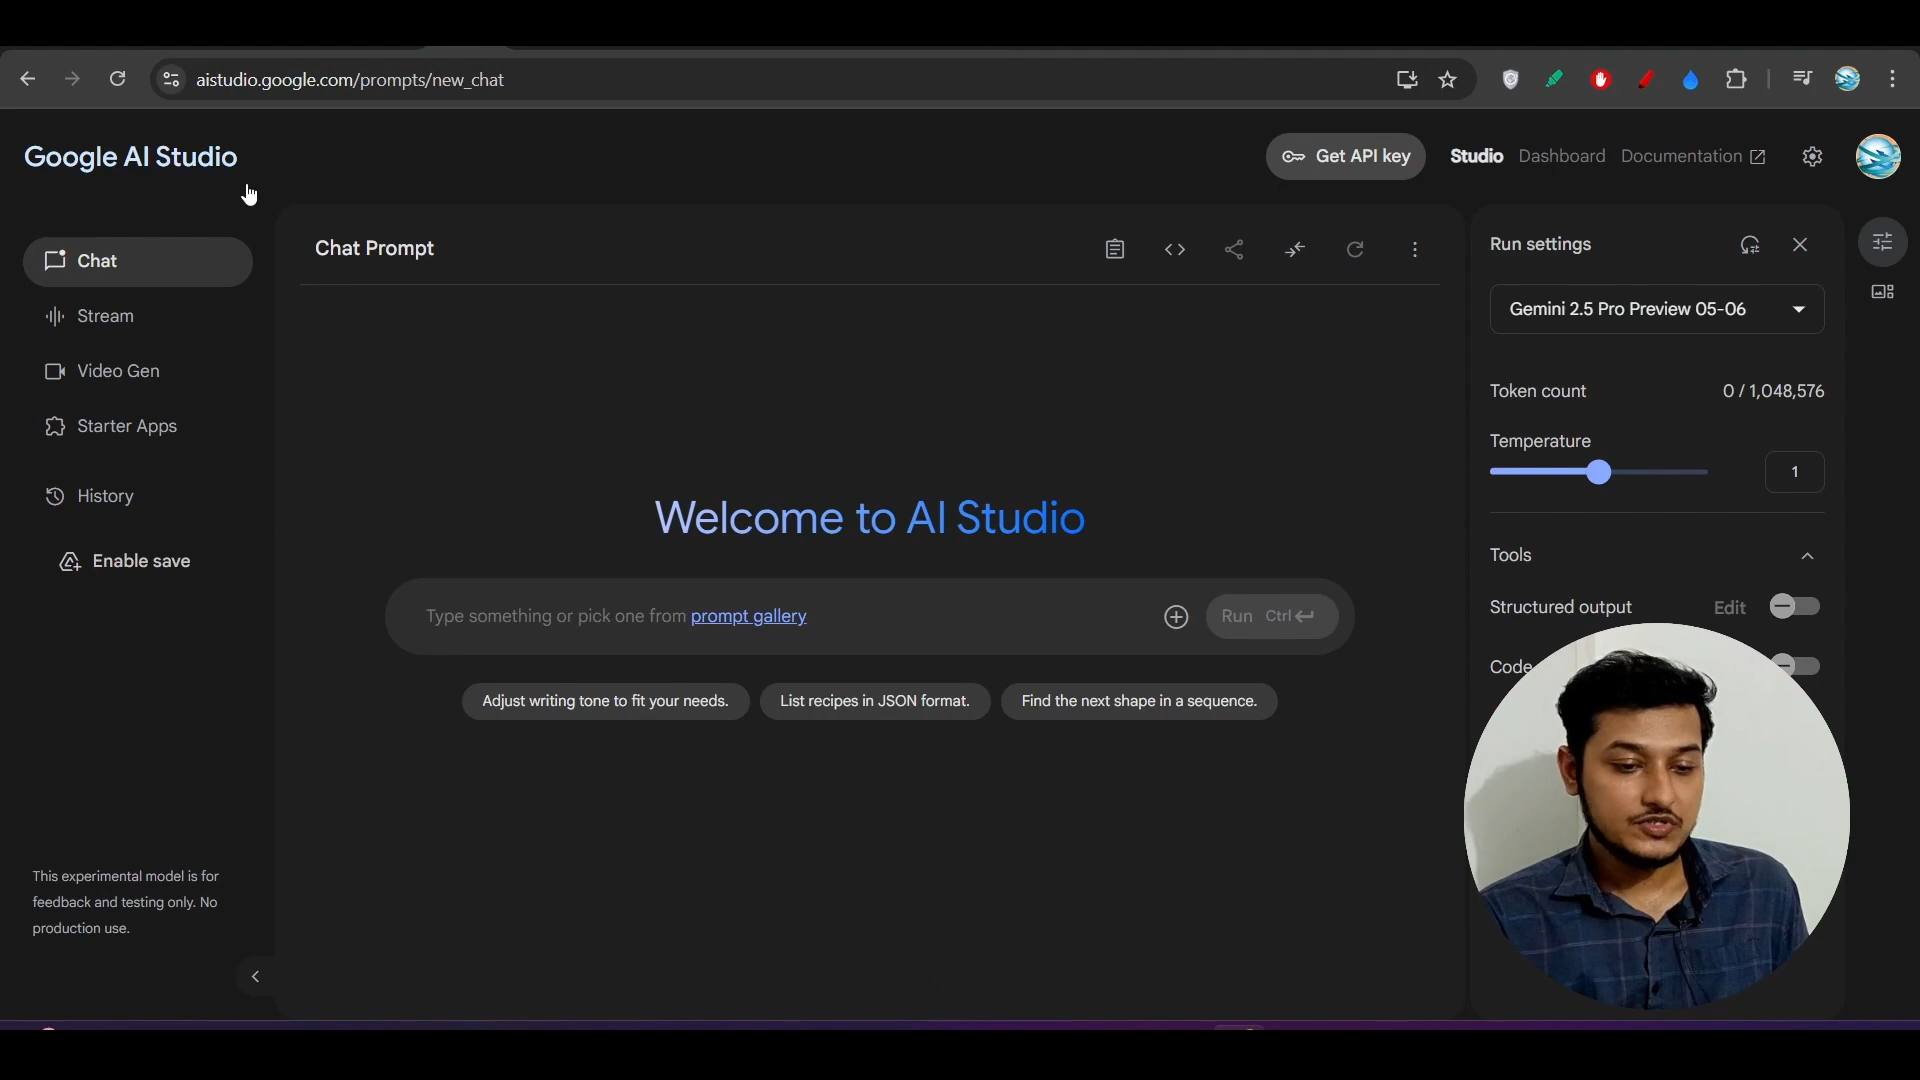 aistudio.google.com/prompts/new_chat
Google AI Studio
Get API key
Studio
Dashboard
Documentation
Chat
Stream
Video Gen
Starter Apps
History
Enable save
This experimental model is for
feedback and testing only. No
production use.
Chat Prompt
Welcome to AI Studio
Type something or pick one from prompt gallery
Run Ctrl
Adjust writing tone to fit your needs.
List recipes in JSON format.
Find the next shape in a sequence.
Run settings
Gemini 2.5 Pro Preview 05-06
Token count 0 / 1,048,576
Temperature
1
Tools
Structured output Edit
Code